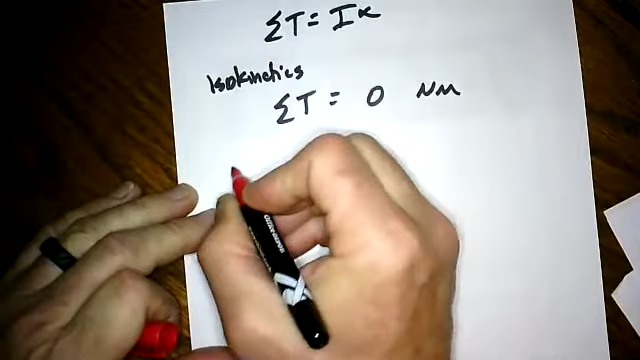 ΣT = Iα
Isokinetics
ΣT = 0 Nm